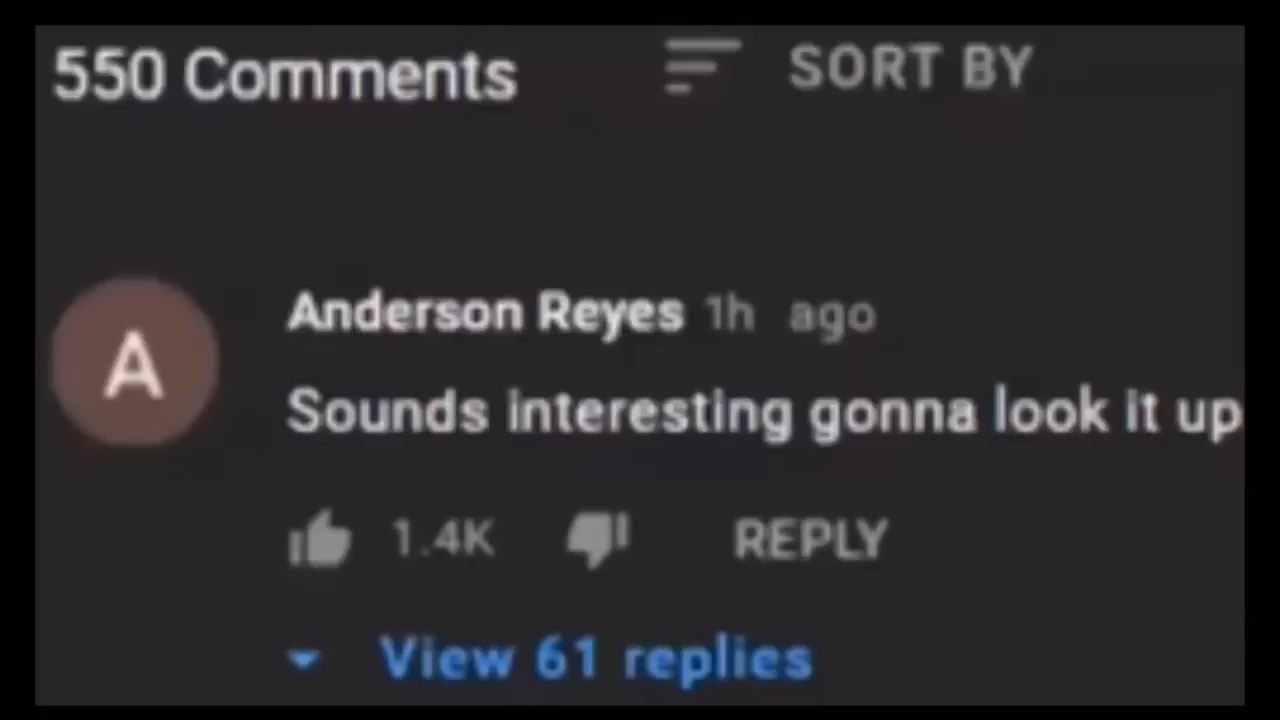 550 Comments SORT BY
A
Anderson Reyes 1h ago
Sounds interesting gonna look it up
1.4K REPLY
View 61 replies